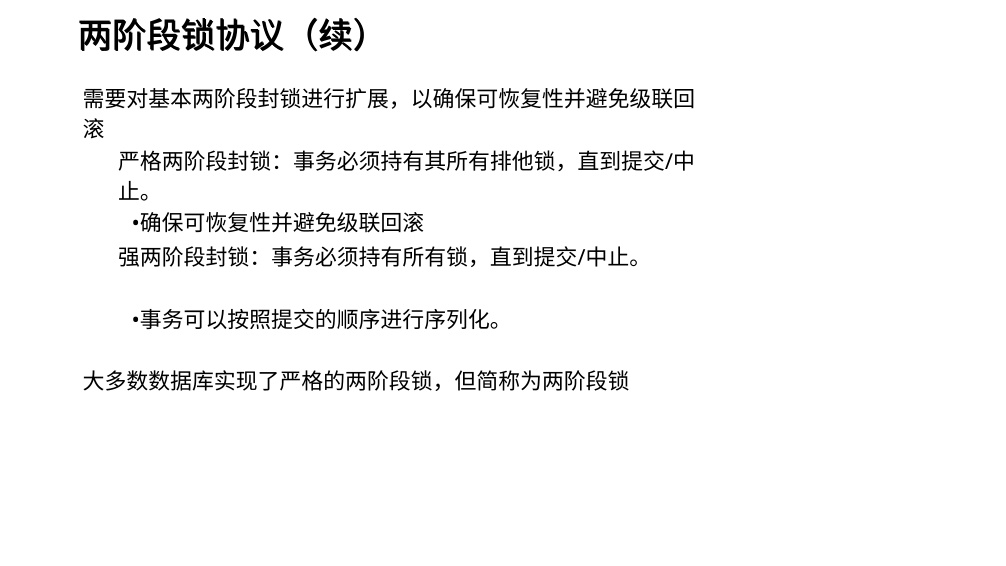 两阶段锁协议（续）
需要对基本两阶段封锁进行扩展，以确保可恢复性并避免级联回
滚
严格两阶段封锁：事务必须持有其所有排他锁，直到提交/中
止。
•确保可恢复性并避免级联回滚
强两阶段封锁：事务必须持有所有锁，直到提交/中止。
•事务可以按照提交的顺序进行序列化。
大多数数据库实现了严格的两阶段锁，但简称为两阶段锁